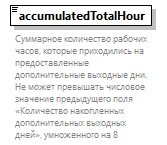 accumulatedTotalHour
Суммарное количество рабочих
часов, которые приходились на
предоставленные
дополнительные выходные дни.
Не может превышать числовое
значение предыдущего поля
«Количество накопленных
дополнительных выходных
дней», умноженного на 8